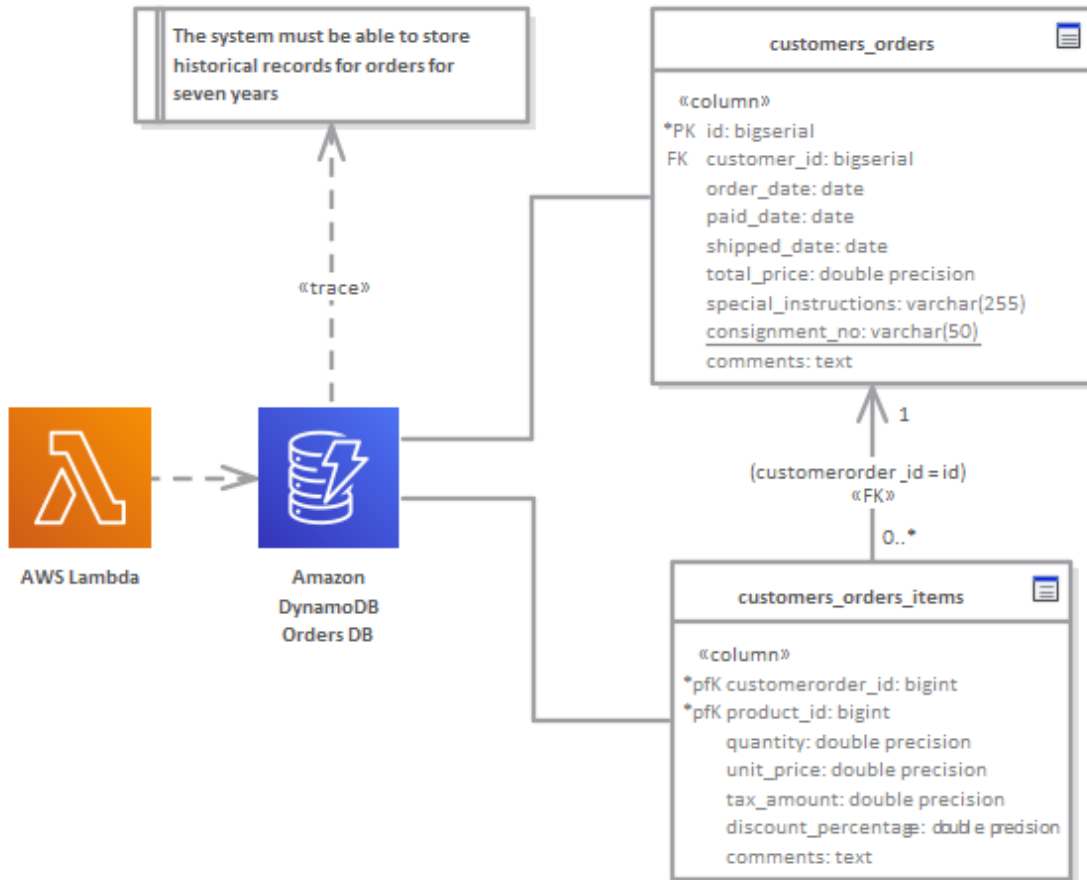 The system must be able to store
historical records for orders for
seven years
«trace»
AWS Lambda
Amazon
DynamoDB
Orders DB
customers_orders
«column»
*PK id: bigserial
FK customer_id: bigserial
order_date: date
paid_date: date
shipped_date: date
total_price: double precision
special_instructions: varchar(255)
consignment_no: varchar(50)
comments: text
1
(customerorder_id = id)
«FK»
0..*
customers_orders_items
«column»
*pfK customerorder_id: bigint
*pfK product_id: bigint
quantity: double precision
unit_price: double precision
tax_amount: double precision
discount_percentage: double precision
comments: text